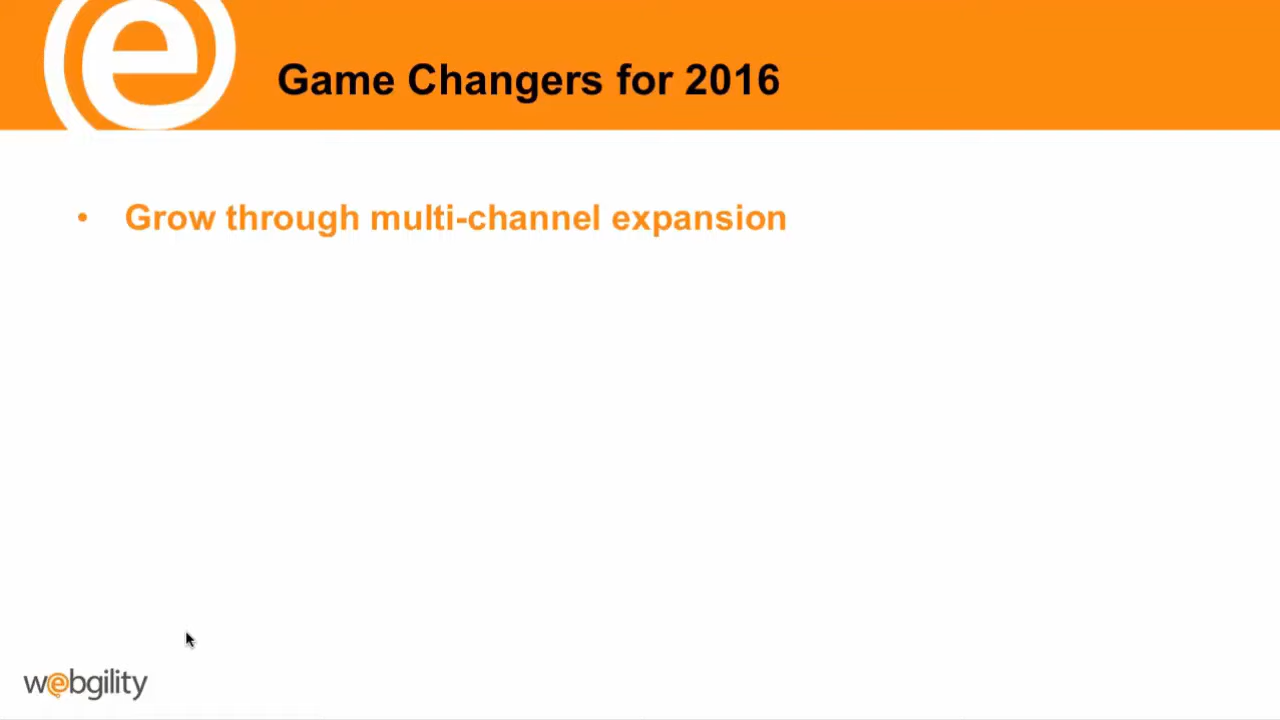 Game Changers for 2016
• Grow through multi-channel expansion
webgility